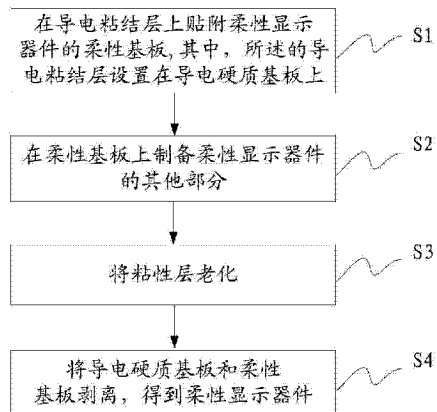 在导电粘结层上贴附柔性显示
器件的柔性基板,其中，所述的导
电粘结层设置在导电硬质基板上
S1
在柔性基板上制备柔性显示器件
的其他部分
S2
将粘性层老化
S3
将导电硬质基板和柔性
基板剥离，得到柔性显示器件
S4